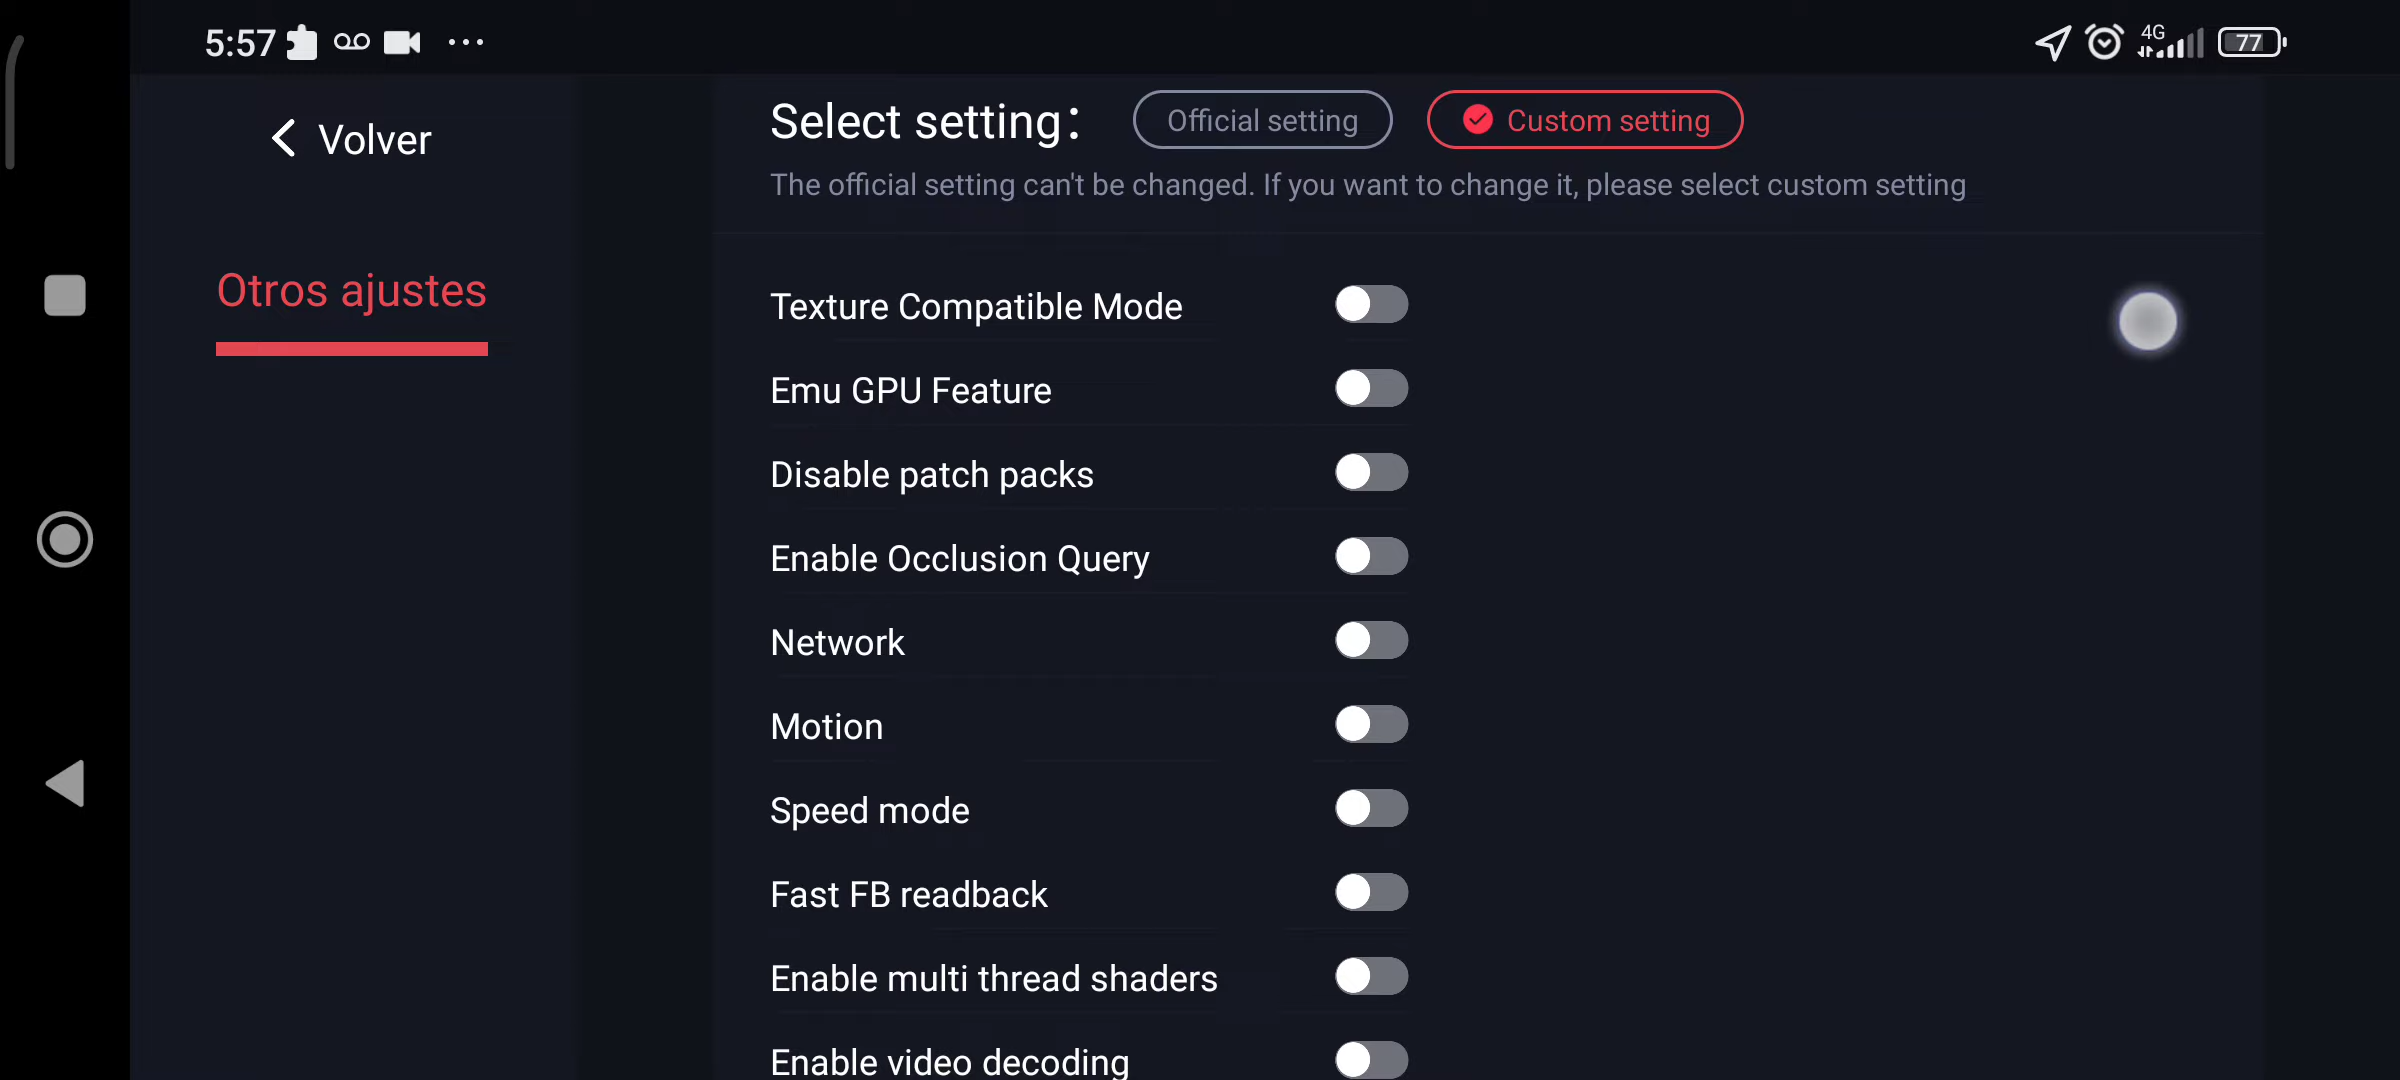 5:57
4G
77
Volver
Otros ajustes
Select setting:
Official setting
Custom setting
The official setting can't be changed. If you want to change it, please select custom setting
Texture Compatible Mode
Emu GPU Feature
Disable patch packs
Enable Occlusion Query
Network
Motion
Speed mode
Fast FB readback
Enable multi thread shaders
Enable video decoding